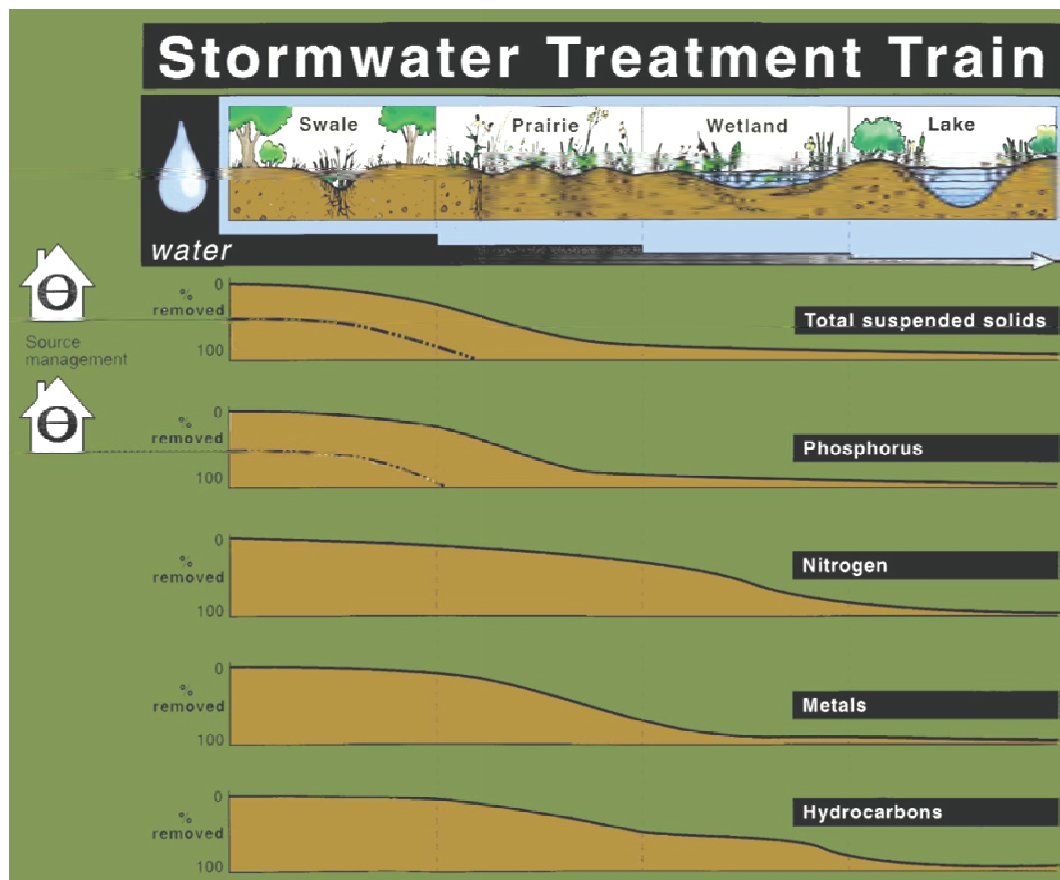 Stormwater Treatment Train
Swale
Prairie
Wetland
Lake
water
Source
management
0
%
removed
100
Total suspended solids
0
%
removed
100
Phosphorus
0
%
removed
100
Nitrogen
0
%
removed
100
Metals
0
%
removed
100
Hydrocarbons